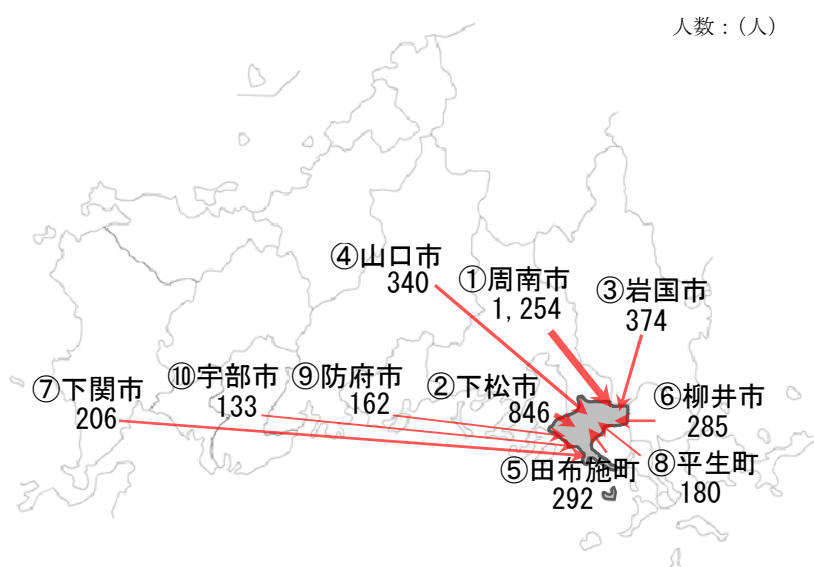 人数：（人）
④山口市
340
①周南市
1,254
③岩国市
374
⑦下関市
206
⑩宇部市
133
⑨防府市
162
②下松市
846
⑥柳井市
285
⑤田布施町
292
⑧平生町
180